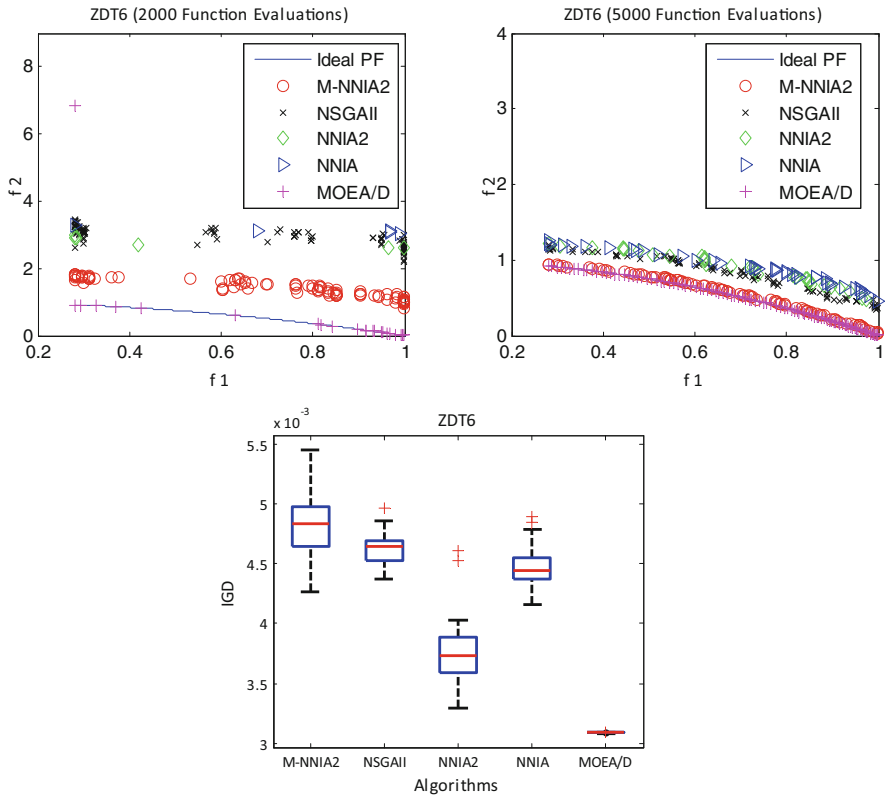 ZDT6 (2000 Function Evaluations)
8
6
4
2
0
f 2
0.2 0.4 0.6 0.8 1
f 1
Ideal PF
M-NNIA2
NSGAII
NNIA2
NNIA
MOEA/D
ZDT6 (5000 Function Evaluations)
4
3
2
1
0
f 2
0.2 0.4 0.6 0.8 1
f 1
Ideal PF
M-NNIA2
NSGAII
NNIA2
NNIA
MOEA/D
x 10 -3
ZDT6
5.5
5
4.5
4
3.5
3
IGD
M-NNIA2 NSGAII NNIA2 NNIA MOEA/D
Algorithms